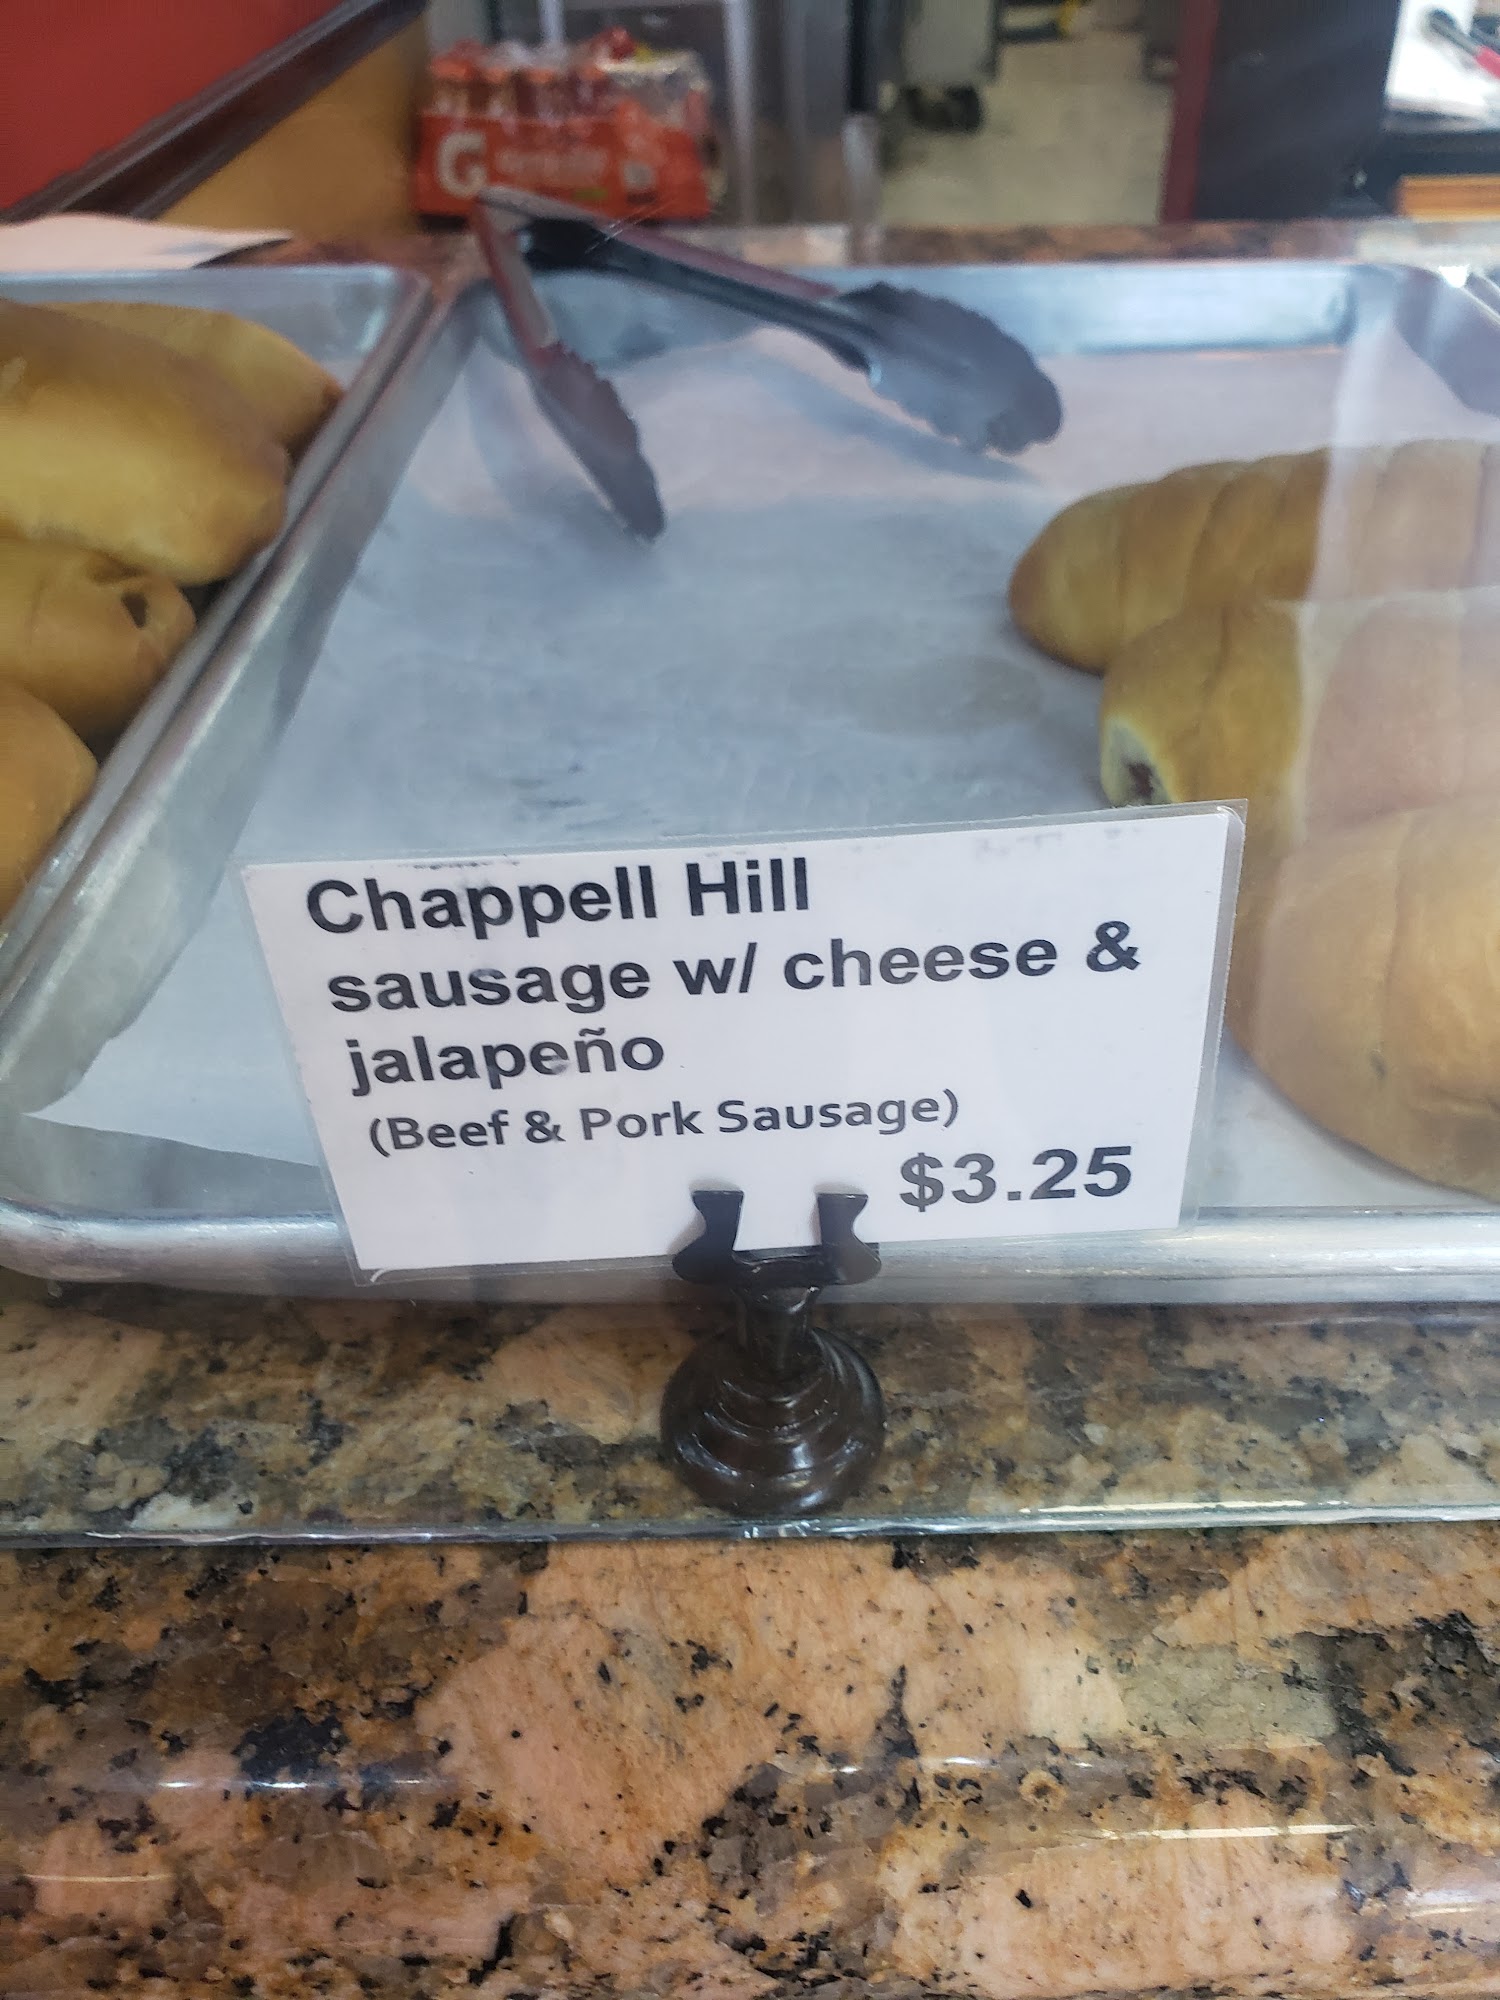 G
Chappell Hill
sausage w/ cheese &
jalapeño
(Beef & Pork Sausage)
$3.25